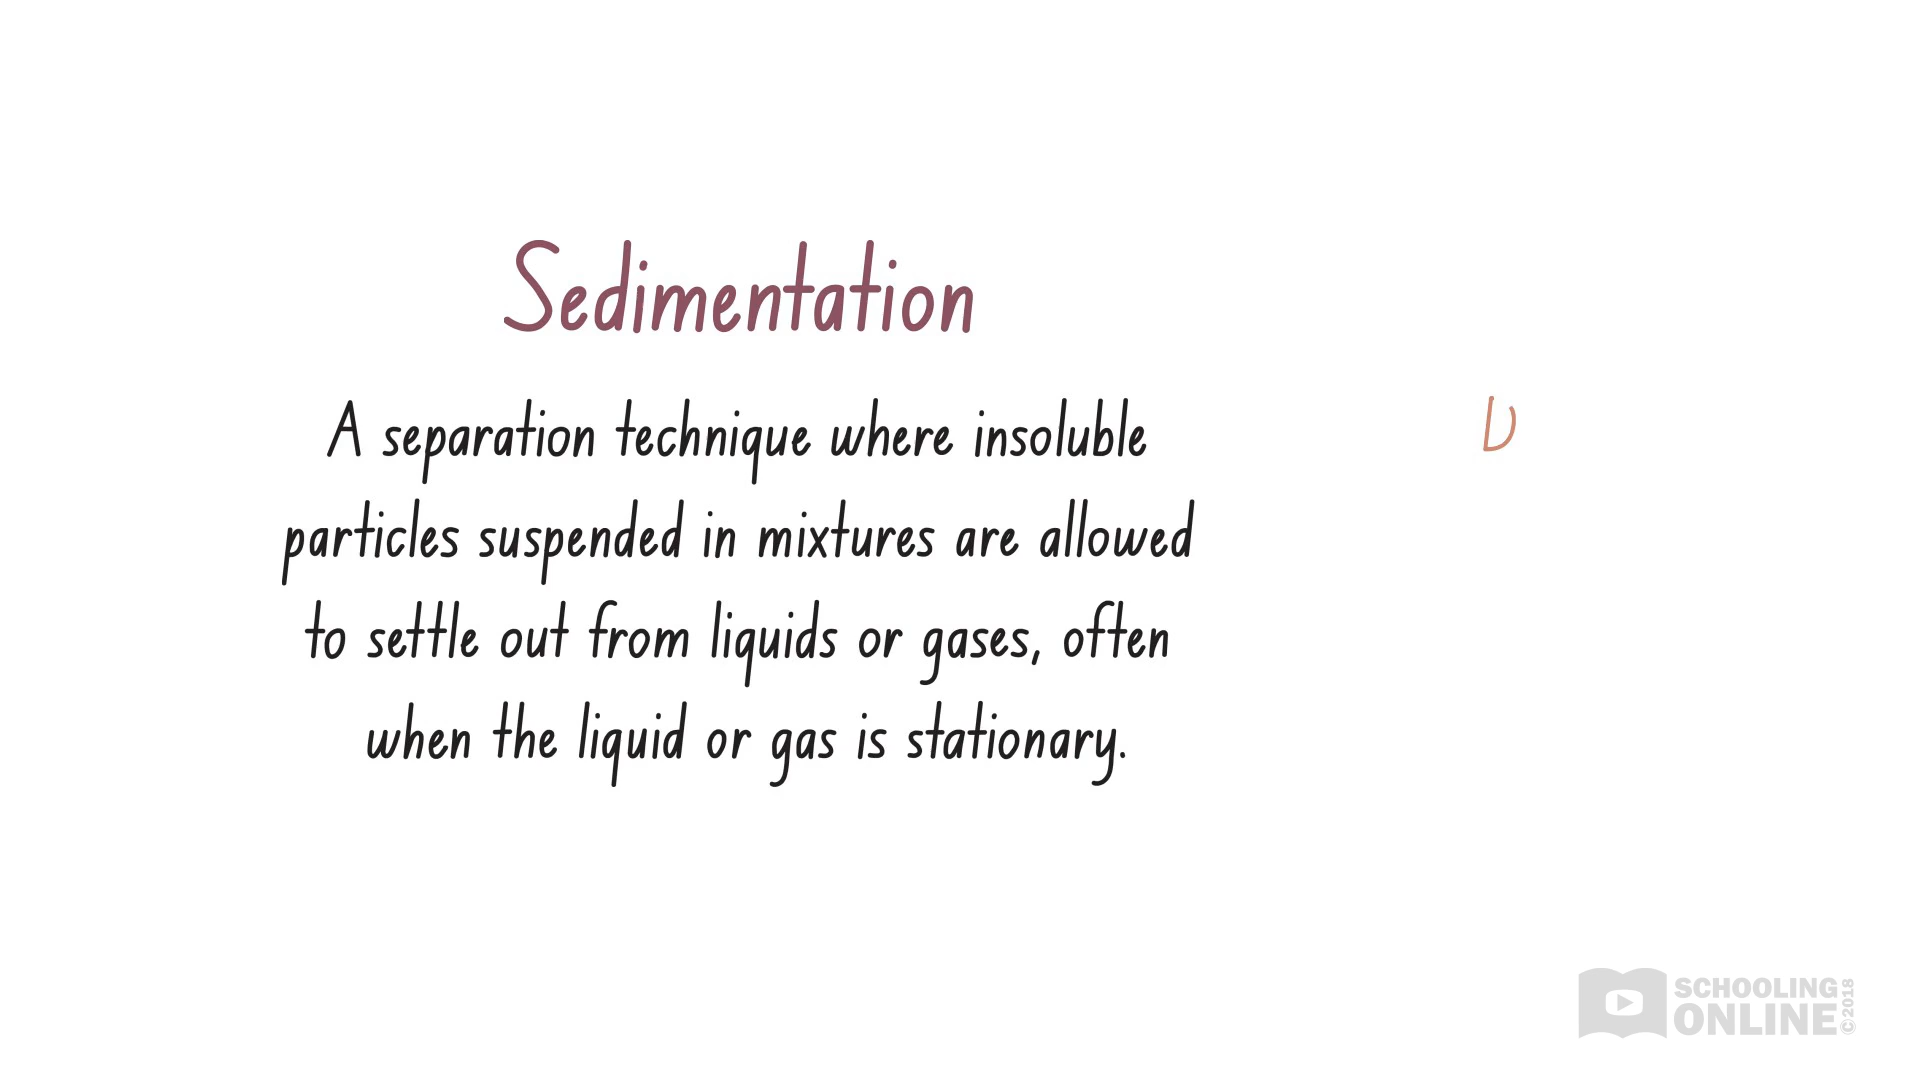 Sedimentation
A separation technique where insoluble
particles suspended in mixtures are allowed
to settle out from liquids or gases, often
when the liquid or gas is stationary.
SCHOOLING
ONLINE
©2018